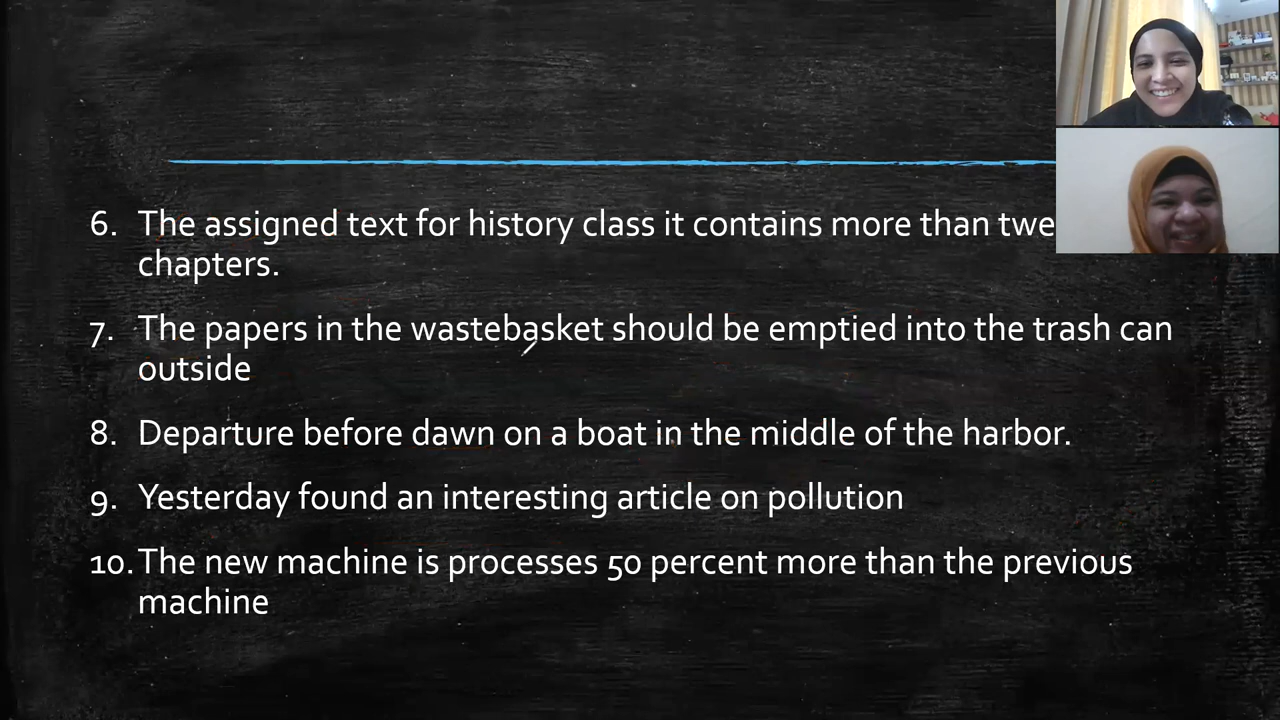 6. The assigned text for history class it contains more than
chapters.
7. The papers in the wastebasket should be emptied into the trash can
outside
8. Departure before dawn on a boat in the middle of the harbor.
9. Yesterday found an interesting article on pollution
10. The new machine is processes 50 percent more than the previous
machine